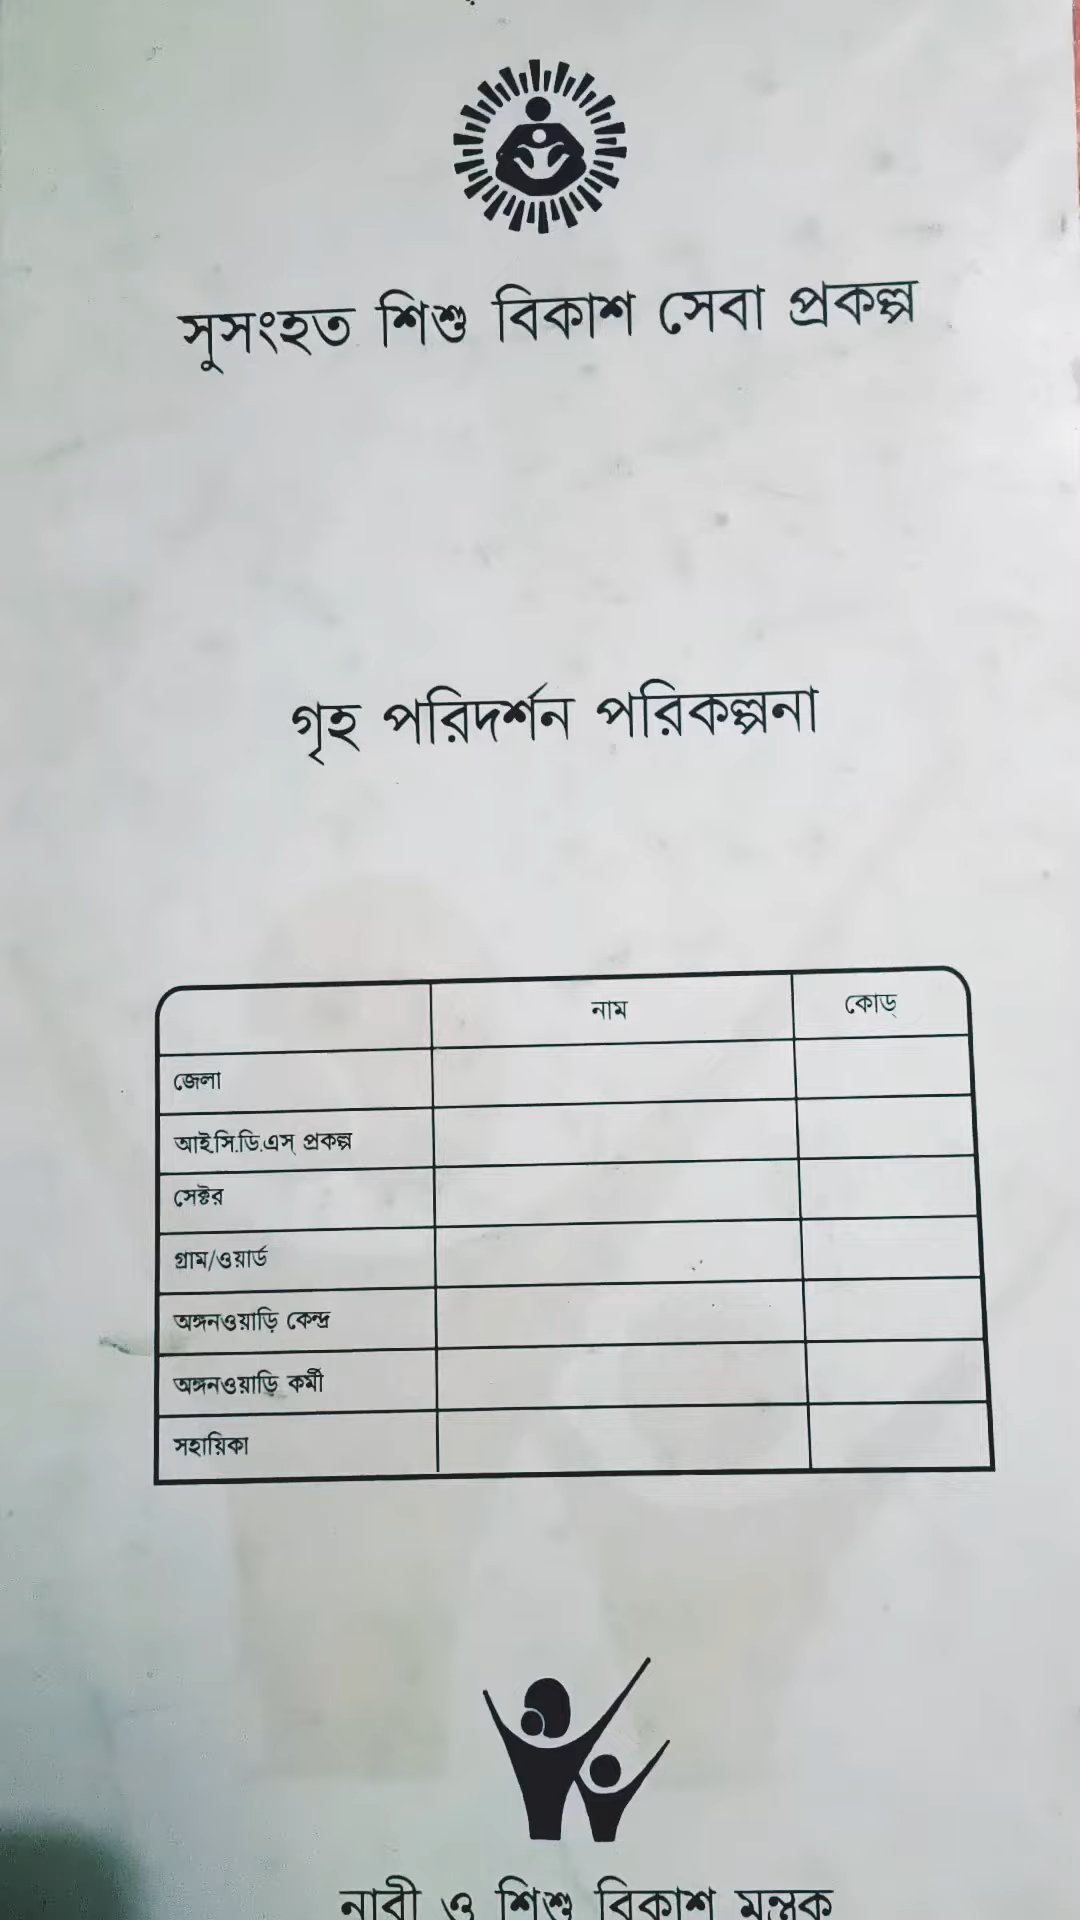 সুসংহত শিশু বিকাশ সেবা প্রকল্প
গৃহ পরিদর্শন পরিকল্পনা
নাম কোড্
জেলা
আই.সি.ডি.এস্ প্রকল্প
সেক্টর
গ্রাম/ওয়ার্ড
অঙ্গনওয়াড়ি কেন্দ্র
অঙ্গনওয়াড়ি কর্মী
সহায়িকা
নারী ও শিশু বিকাশ মন্ত্রক